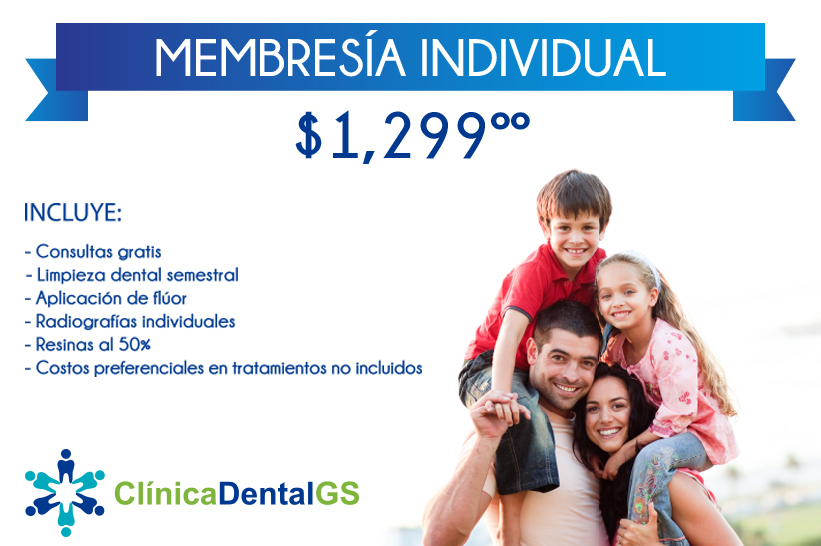 MEMBRESÍA INDIVIDUAL
$1,299⁰⁰
INCLUYE:
- Consultas gratis
- Limpieza dental semestral
- Aplicación de flúor
- Radiografías individuales
- Resinas al 50%
- Costos preferenciales en tratamientos no incluidos
ClínicaDentalGS